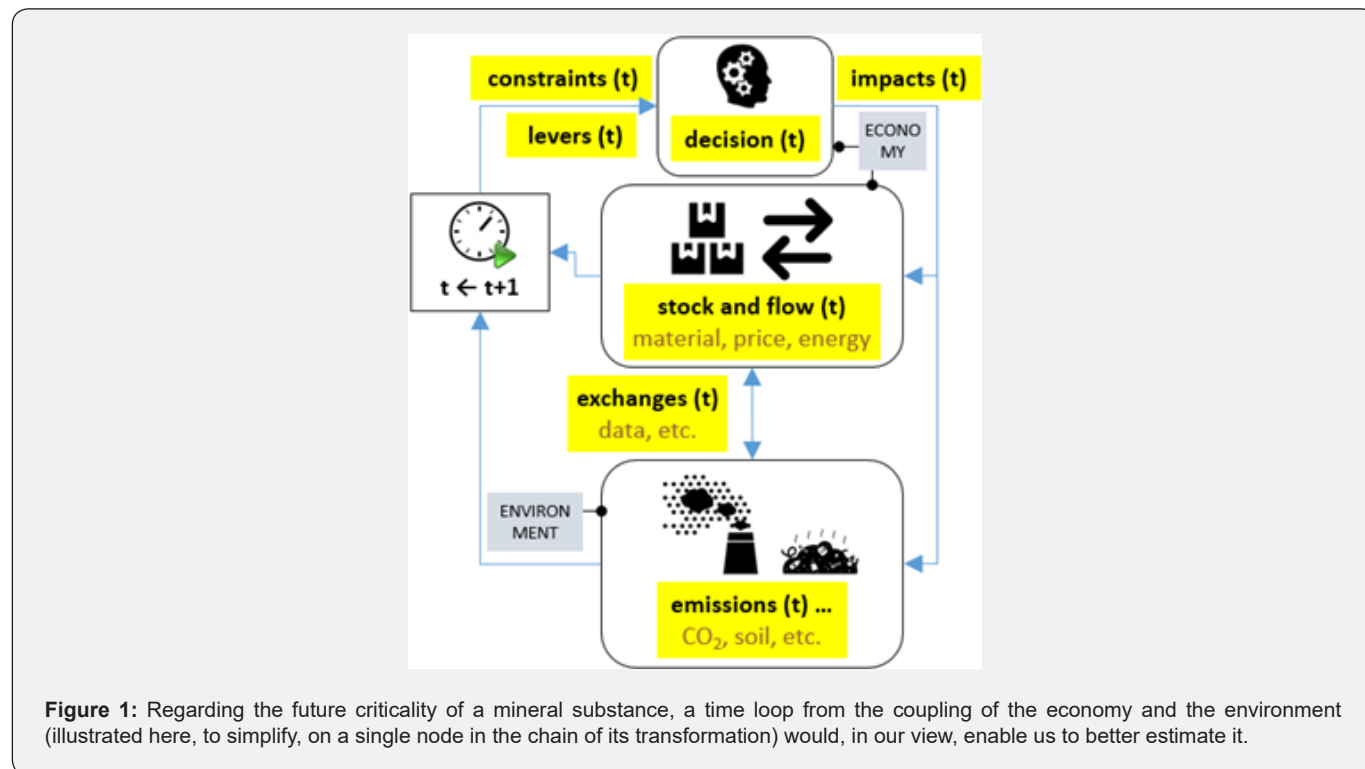 constraints (t)
impacts (t)
levers (t)
decision (t)
ECONO
MY
t ← t+1
stock and flow (t)
material, price, energy
exchanges (t)
data, etc.
ENVIRON
MENT
emissions (t) ...
CO₂, soil, etc.
Figure 1: Regarding the future criticality of a mineral substance, a time loop from the coupling of the economy and the environment
(illustrated here, to simplify, on a single node in the chain of its transformation) would, in our view, enable us to better estimate it.